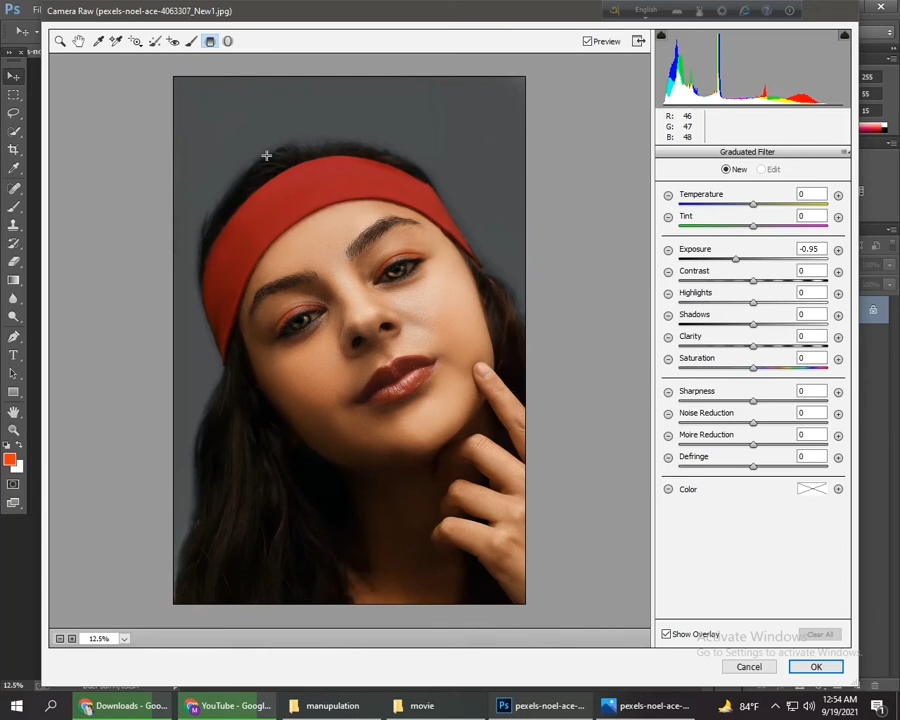 Ps
Camera Raw (pexels-noel-ace-4063307_New1.jpg)
English
Preview
255
55
15
R: 46
G: 47
B: 48
Graduated Filter
New
Edit
Temperature 0
Tint 0
Exposure -0.95
Contrast 0
Highlights 0
Shadows 0
Clarity 0
Saturation 0
Sharpness 0
Noise Reduction 0
Moire Reduction 0
Defringe 0
Color
Show Overlay
Clear All
Activate Windows
Go to Settings to activate Windows.
12.5%
Cancel
OK
12.5%
Downloads - Goo...
YouTube - Googl...
manupulation
movie
Ps
pexels-noel-ace-...
pexels-noel-ace-...
84°F
12:54 AM
9/19/2021
1